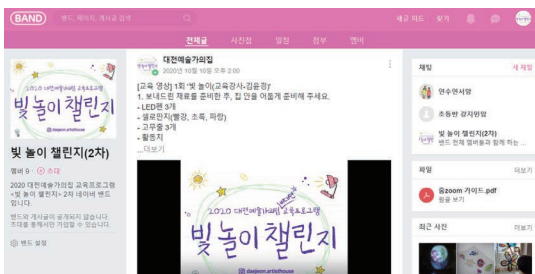 BAND
밴드, 페이지, 게시글 검색
새글 피드 찾기
전체글 사진첩 일정 첨부 멤버
2020 대전예술가의집 교육프로그램
빛 놀이 챌린지
daejeon.artisthouse
빛 놀이 챌린지(2차)
멤버 9 · 초대
2020 대전예술가의집 교육프로그램
<빛 놀이 챌린지> 2차 네이버 밴드
입니다.
밴드와 게시글이 공개되지 않습니다.
초대를 통해서만 가입할 수 있습니다.
밴드 설정
대전예술가의집
2020년 10월 10일 오후 2:00
[교육 영상] 1회 '빛 놀이(교육강사-김윤경)'
1. 보내드린 재료를 준비한 후, 집 안을 어둡게 준비해 주세요.
- LED펜 3개
- 셀로판지(빨강, 초록, 파랑)
- 고무줄 3개
- 활동지
...더보기
2020 대전예술가의집 교육프로그램
빛 놀이 챌린지
daejeon.artisthouse
채팅 새 채팅
연수연서맘
초등반 강지민맘
빛 놀이 챌린지(2차)
밴드 전체 멤버들과 함께 하는 ...
파일 더보기
줌zoom 가이드.pdf
원글 보기
최근 사진 더보기